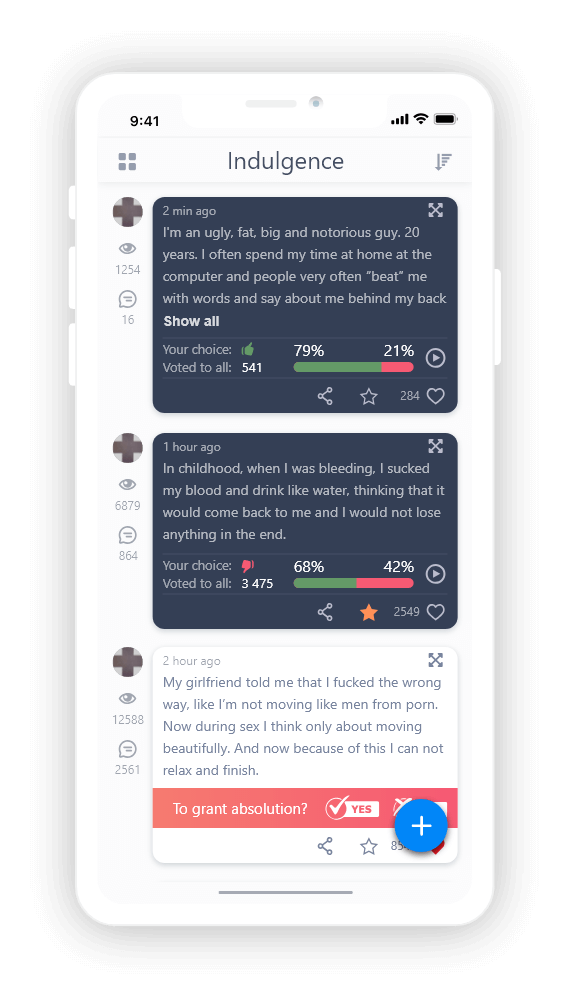 9:41
Indulgence
2 min ago
I'm an ugly, fat, big and notorious guy. 20
years. I often spend my time at home at the
computer and people very often “beat” me
with words and say about me behind my back
Show all
1254
16
Your choice:
Voted to all: 541
79% 21%
284
1 hour ago
In childhood, when I was bleeding, I sucked
my blood and drink like water, thinking that it
would come back to me and I would not lose
anything in the end.
6879
864
Your choice:
Voted to all: 3 475
68% 42%
2549
2 hour ago
My girlfriend told me that I fucked the wrong
way, like I’m not moving like men from porn.
Now during sex I think only about moving
beautifully. And now because of this I can not
relax and finish.
12588
2561
To grant absolution? YES